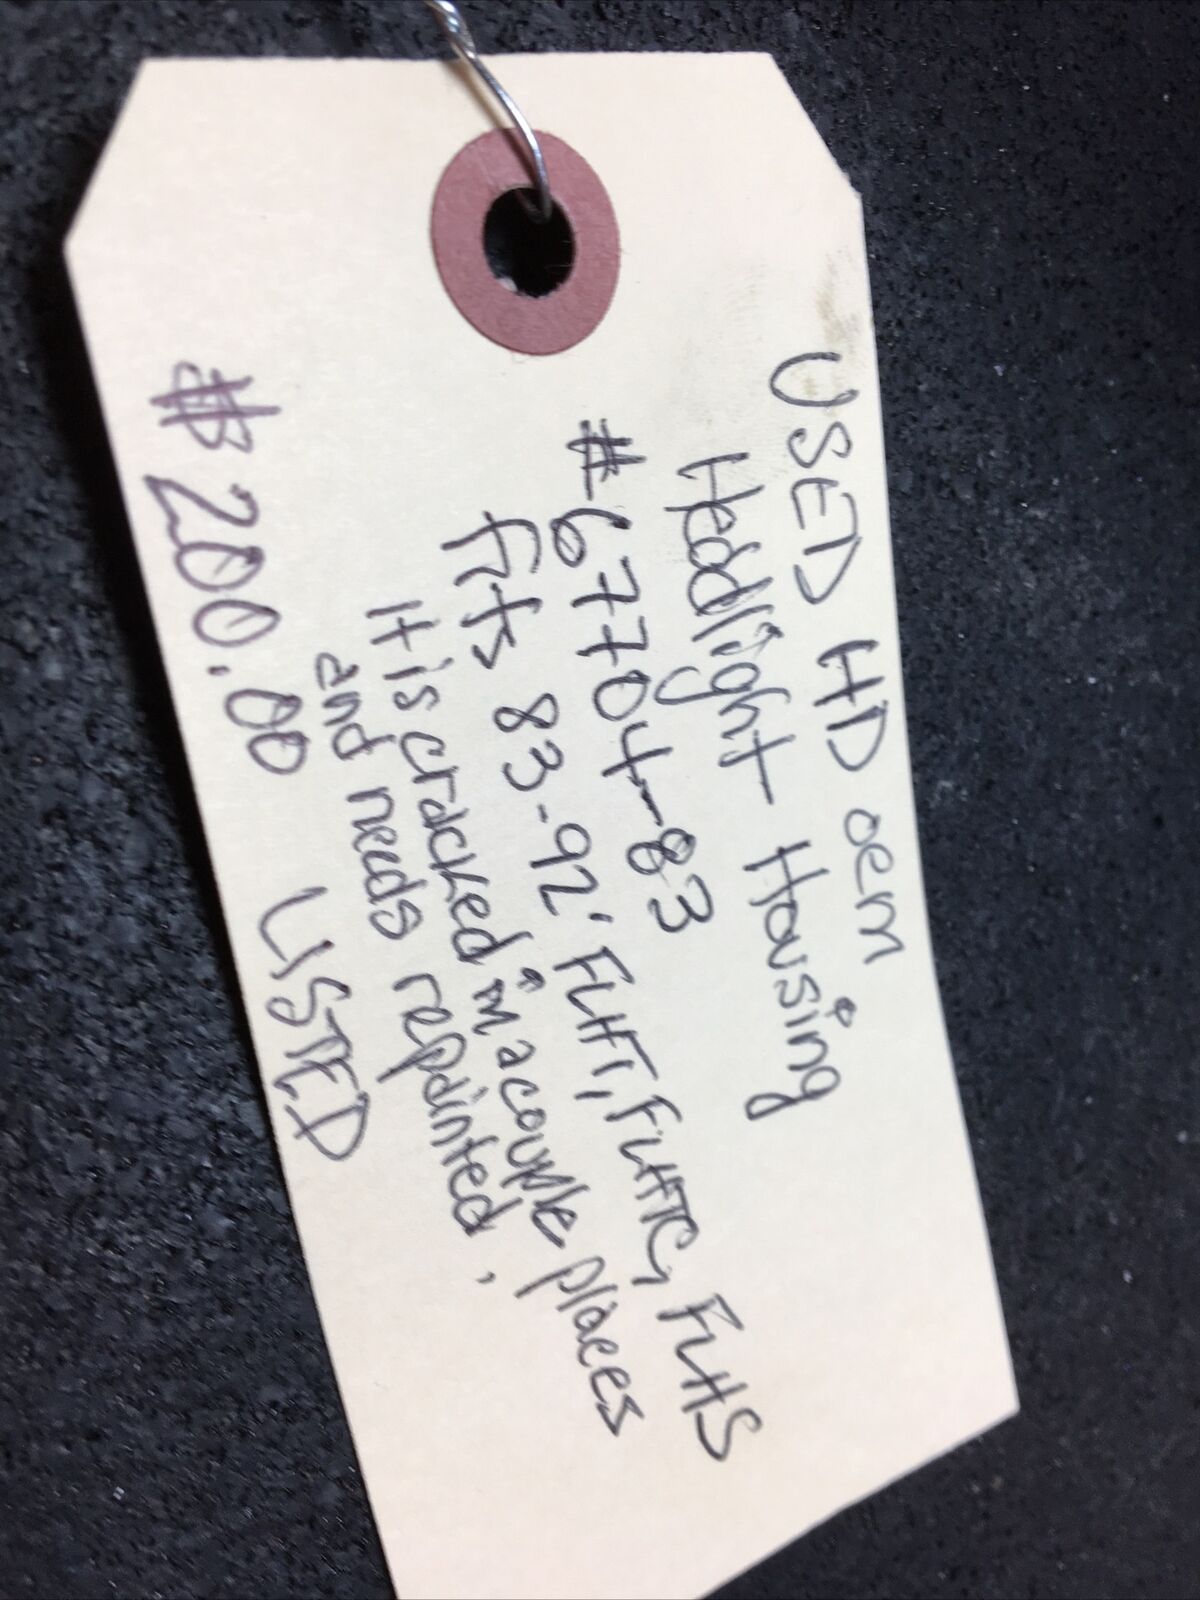 USED HD oem
Headlight Housing
#67704-83
fits 83-92' FLHT, FLHTC, FLHS
It is cracked in a couple places
and needs repainted.
$200.00 LISTED